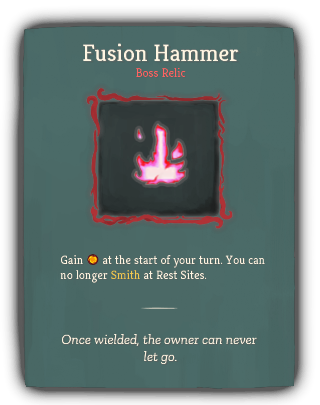 Fusion Hammer
Boss Relic
Gain at the start of your turn. You can
no longer Smith at Rest Sites.
Once wielded, the owner can never
let go.